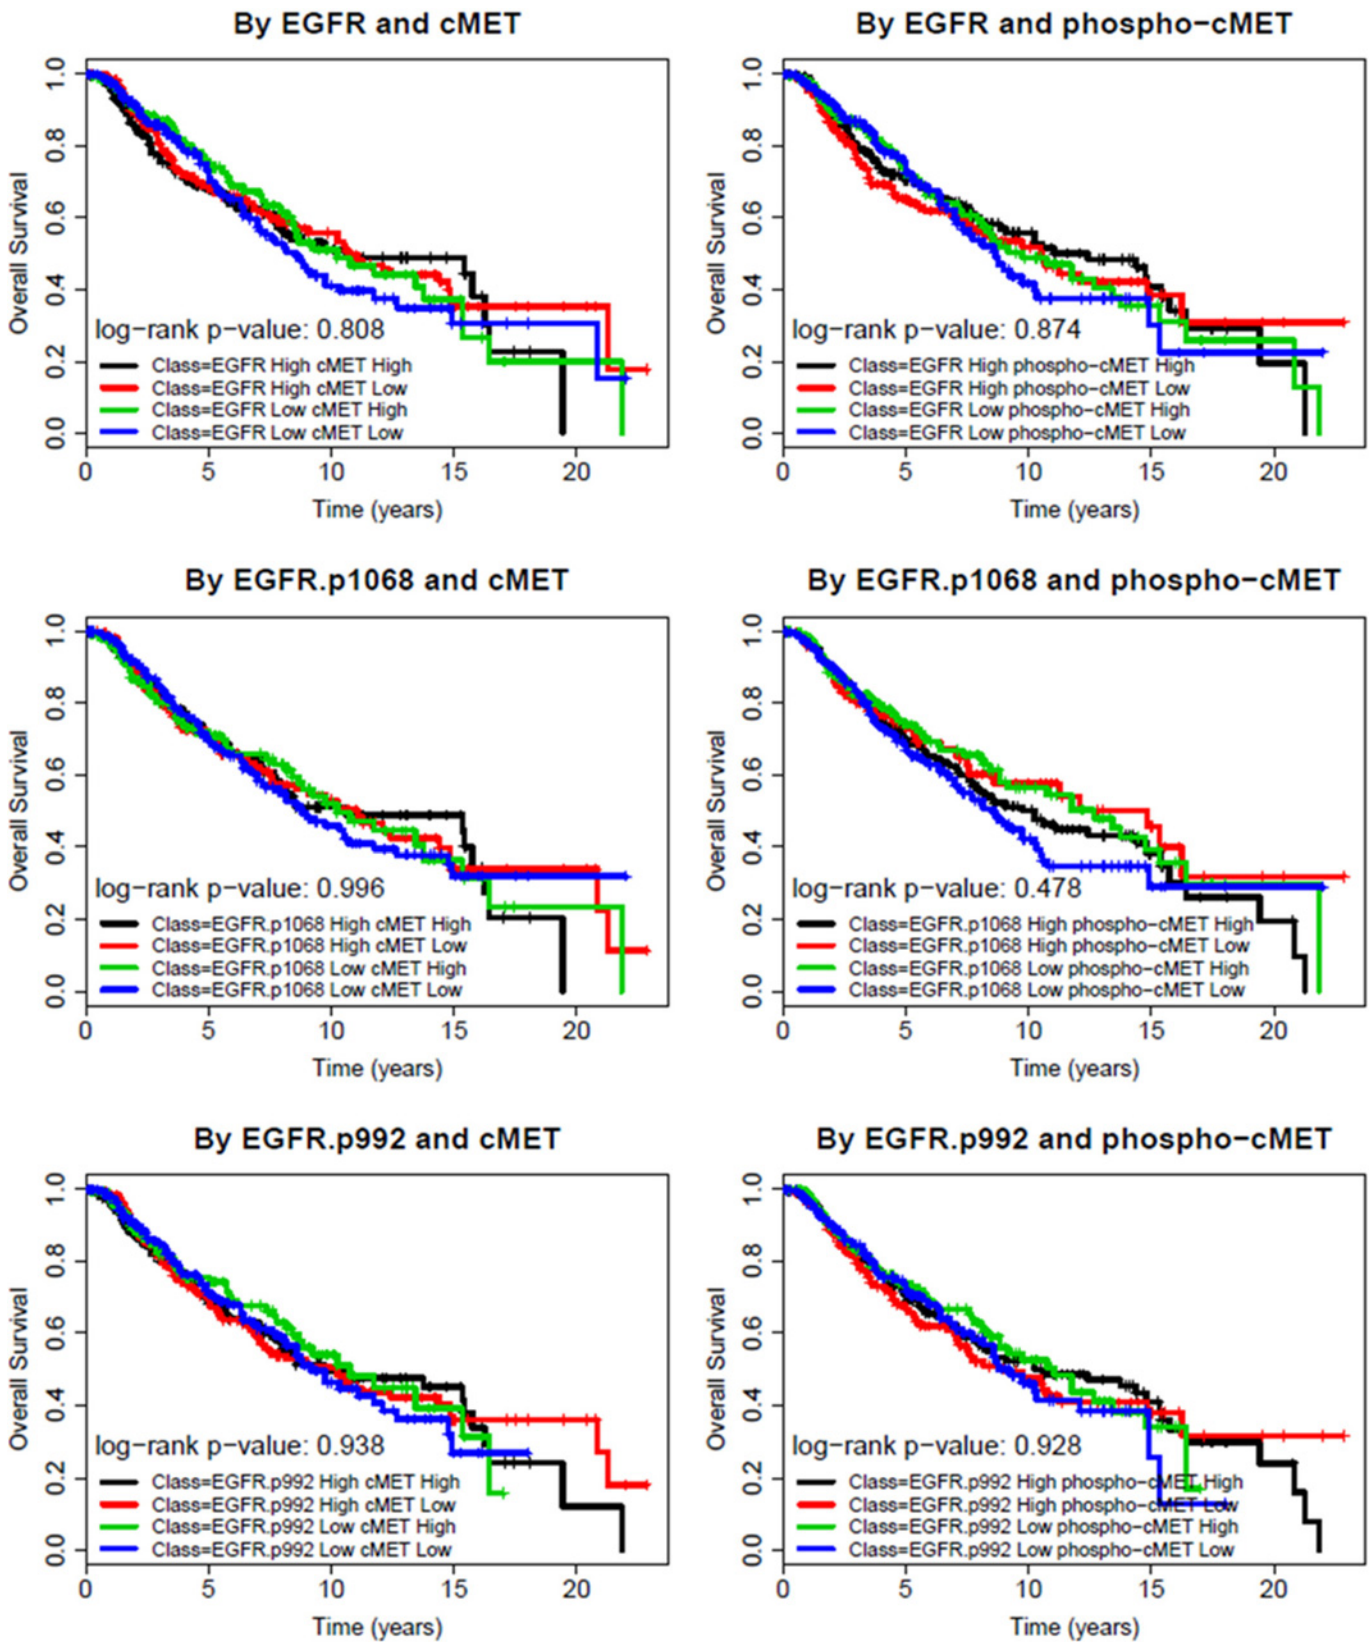 By EGFR and cMET
Overall Survival
1.0
0.8
0.6
0.4
0.2
0.0
log-rank p-value: 0.808
Class=EGFR High cMET High
Class=EGFR High cMET Low
Class=EGFR Low cMET High
Class=EGFR Low cMET Low
0 5 10 15 20
Time (years)
By EGFR and phospho-cMET
Overall Survival
1.0
0.8
0.6
0.4
0.2
0.0
log-rank p-value: 0.874
Class=EGFR High phospho-cMET High
Class=EGFR High phospho-cMET Low
Class=EGFR Low phospho-cMET High
Class=EGFR Low phospho-cMET Low
0 5 10 15 20
Time (years)
By EGFR.p1068 and cMET
Overall Survival
1.0
0.8
0.6
0.4
0.2
0.0
log-rank p-value: 0.996
Class=EGFR.p1068 High cMET High
Class=EGFR.p1068 High cMET Low
Class=EGFR.p1068 Low cMET High
Class=EGFR.p1068 Low cMET Low
0 5 10 15 20
Time (years)
By EGFR.p1068 and phospho-cMET
Overall Survival
1.0
0.8
0.6
0.4
0.2
0.0
log-rank p-value: 0.478
Class=EGFR.p1068 High phospho-cMET High
Class=EGFR.p1068 High phospho-cMET Low
Class=EGFR.p1068 Low phospho-cMET High
Class=EGFR.p1068 Low phospho-cMET Low
0 5 10 15 20
Time (years)
By EGFR.p992 and cMET
Overall Survival
1.0
0.8
0.6
0.4
0.2
0.0
log-rank p-value: 0.938
Class=EGFR.p992 High cMET High
Class=EGFR.p992 High cMET Low
Class=EGFR.p992 Low cMET High
Class=EGFR.p992 Low cMET Low
0 5 10 15 20
Time (years)
By EGFR.p992 and phospho-cMET
Overall Survival
1.0
0.8
0.6
0.4
0.2
0.0
log-rank p-value: 0.928
Class=EGFR.p992 High phospho-cMET High
Class=EGFR.p992 High phospho-cMET Low
Class=EGFR.p992 Low phospho-cMET High
Class=EGFR.p992 Low phospho-cMET Low
0 5 10 15 20
Time (years)